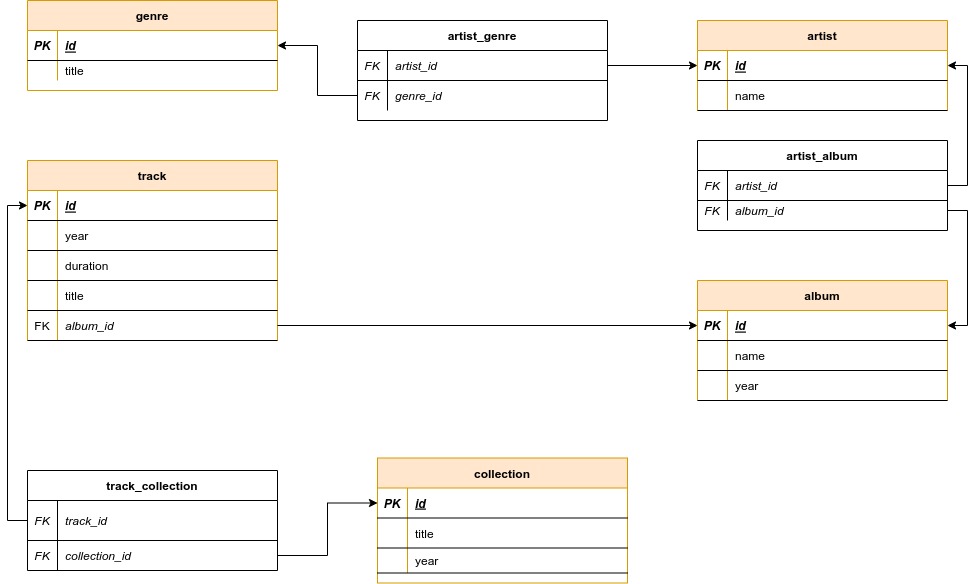 genre
PK id
title
artist_genre
FK artist_id
FK genre_id
artist
PK id
name
artist_album
FK artist_id
FK album_id
track
PK id
year
duration
title
FK album_id
album
PK id
name
year
track_collection
FK track_id
FK collection_id
collection
PK id
title
year